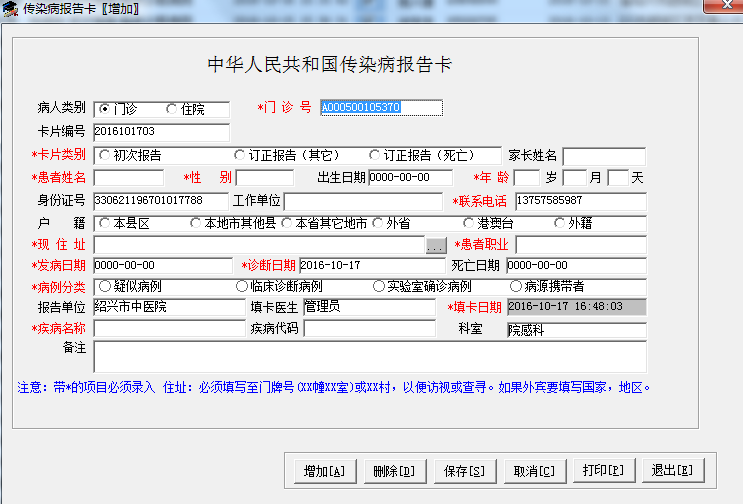 传染病报告卡〖增加〗
中华人民共和国传染病报告卡
病人类别 门诊 住院 *门 诊 号 A000500105370
卡片编号 2016101703
*卡片类别 初次报告 订正报告（其它） 订正报告（死亡） 家长姓名
*患者姓名 *性 别 出生日期 0000-00-00 *年 龄 岁 月 天
身份证号 330621196701017788 工作单位 *联系电话 13757585987
户 籍 本县区 本地市其他县 本省其它地市 外省 港澳台 外籍
*现 住 址 ... *患者职业
*发病日期 0000-00-00 *诊断日期 2016-10-17 死亡日期 0000-00-00
*病例分类 疑似病例 临床诊断病例 实验室确诊病例 病源携带者
报告单位 绍兴市中医院 填卡医生 管理员 *填卡日期 2016-10-17 16:48:03
*疾病名称 疾病代码 科室 院感科
备注
注意：带*的项目必须录入 住址：必须填写至门牌号(XX幢XX室)或XX村，以便访视或查寻。如果外宾要填写国家，地区。
增加[A] 删除[D] 保存[S] 取消[C] 打印[P] 退出[E]